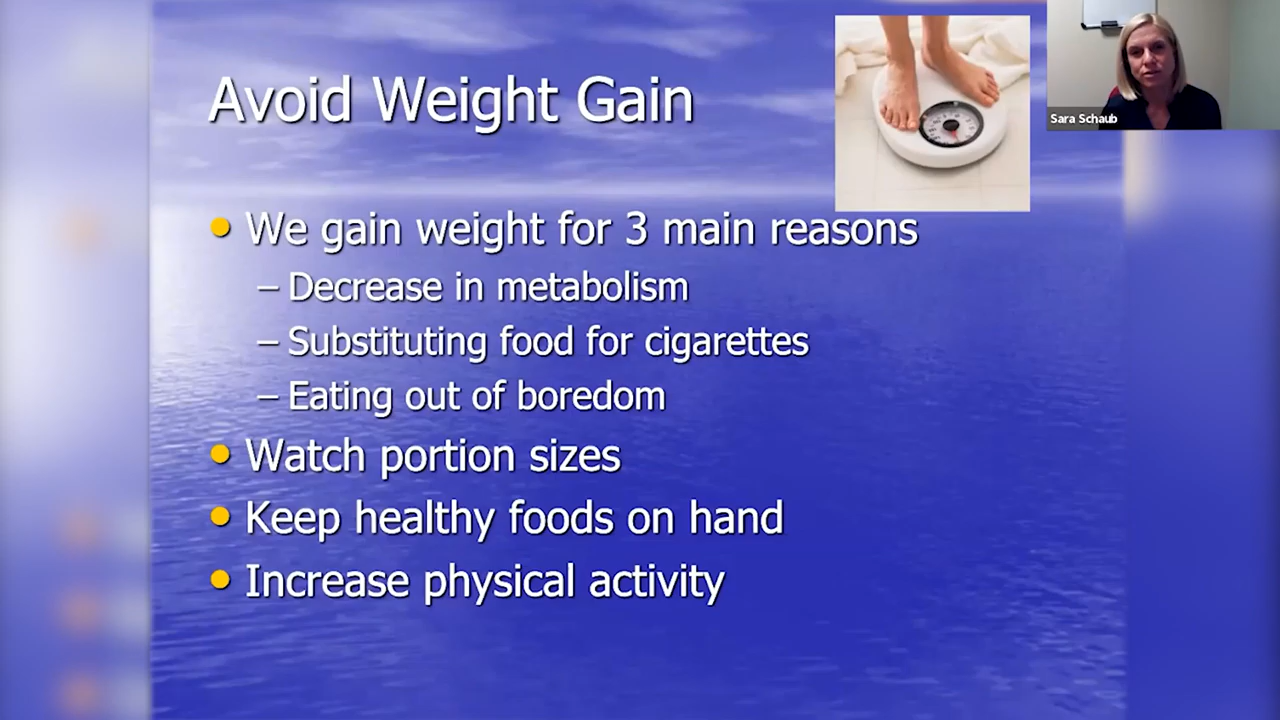 Avoid Weight Gain
Sara Schaub
• We gain weight for 3 main reasons
– Decrease in metabolism
– Substituting food for cigarettes
– Eating out of boredom
• Watch portion sizes
• Keep healthy foods on hand
• Increase physical activity